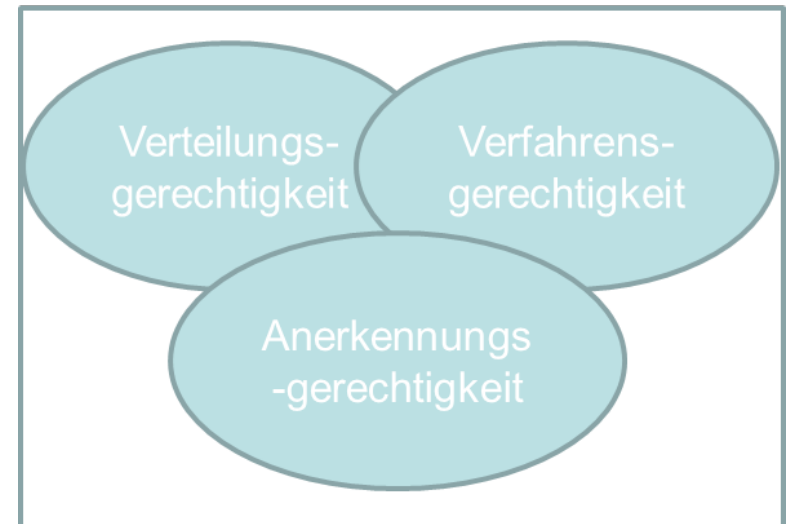 Verteilungs-
gerechtigkeit
Verfahrens-
gerechtigkeit
Anerkennungs
-gerechtigkeit